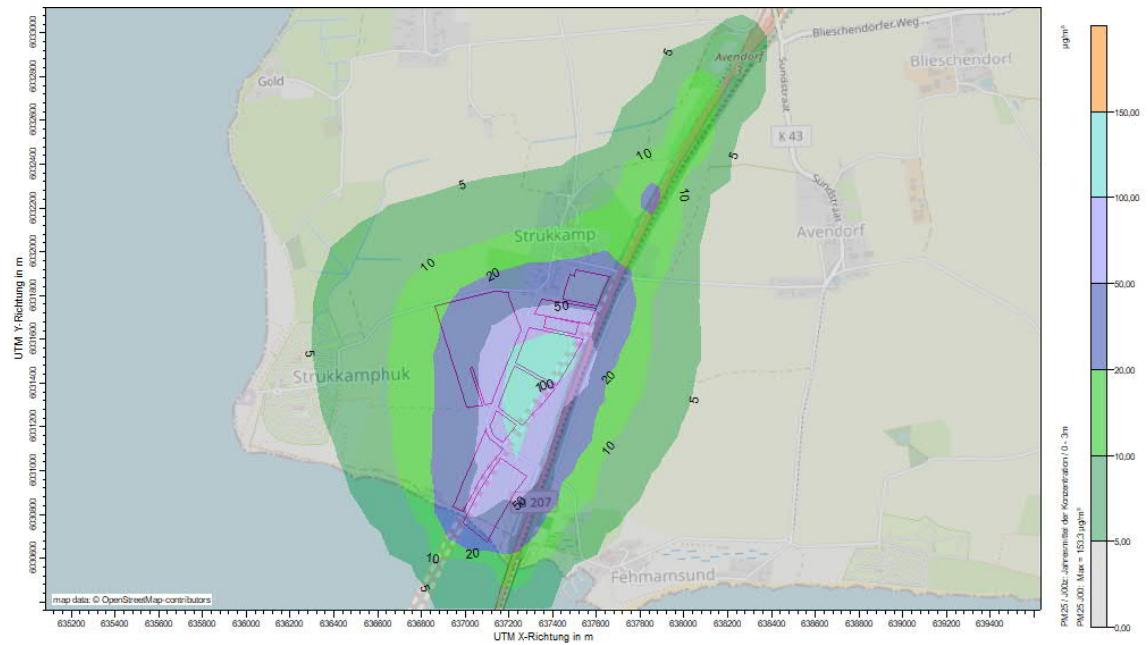 µg/m³
150,00
100,00
50,00
20,00
10,00
5,00
0,00
PM25 / J00z: Jahresmittel der Konzentration / 0 - 3m
PM25 J00: Max = 153.3 µg/m³
UTM Y-Richtung in m
6033000
6032800
6032600
6032400
6032200
6032000
6031800
6031600
6031400
6031200
6031000
6030800
6030600
Blieschendorfer Weg
5
Avendorf
3
Blieschendorf
Gold
Sundstraat
K 43
10
5
5
10
Sundstraat
Strukkamp
Avendorf
10
20
50
5
Strukkamphuk
100
20
5
10
50
207
10
20
5
Fehmarnsund
map data: © OpenStreetMap-contributors
635200 635400 635600 635800 636000 636200 636400 636600 636800 637000 637200 637400 637600 637800 638000 638200 638400 638600 638800 639000 639200 639400
UTM X-Richtung in m